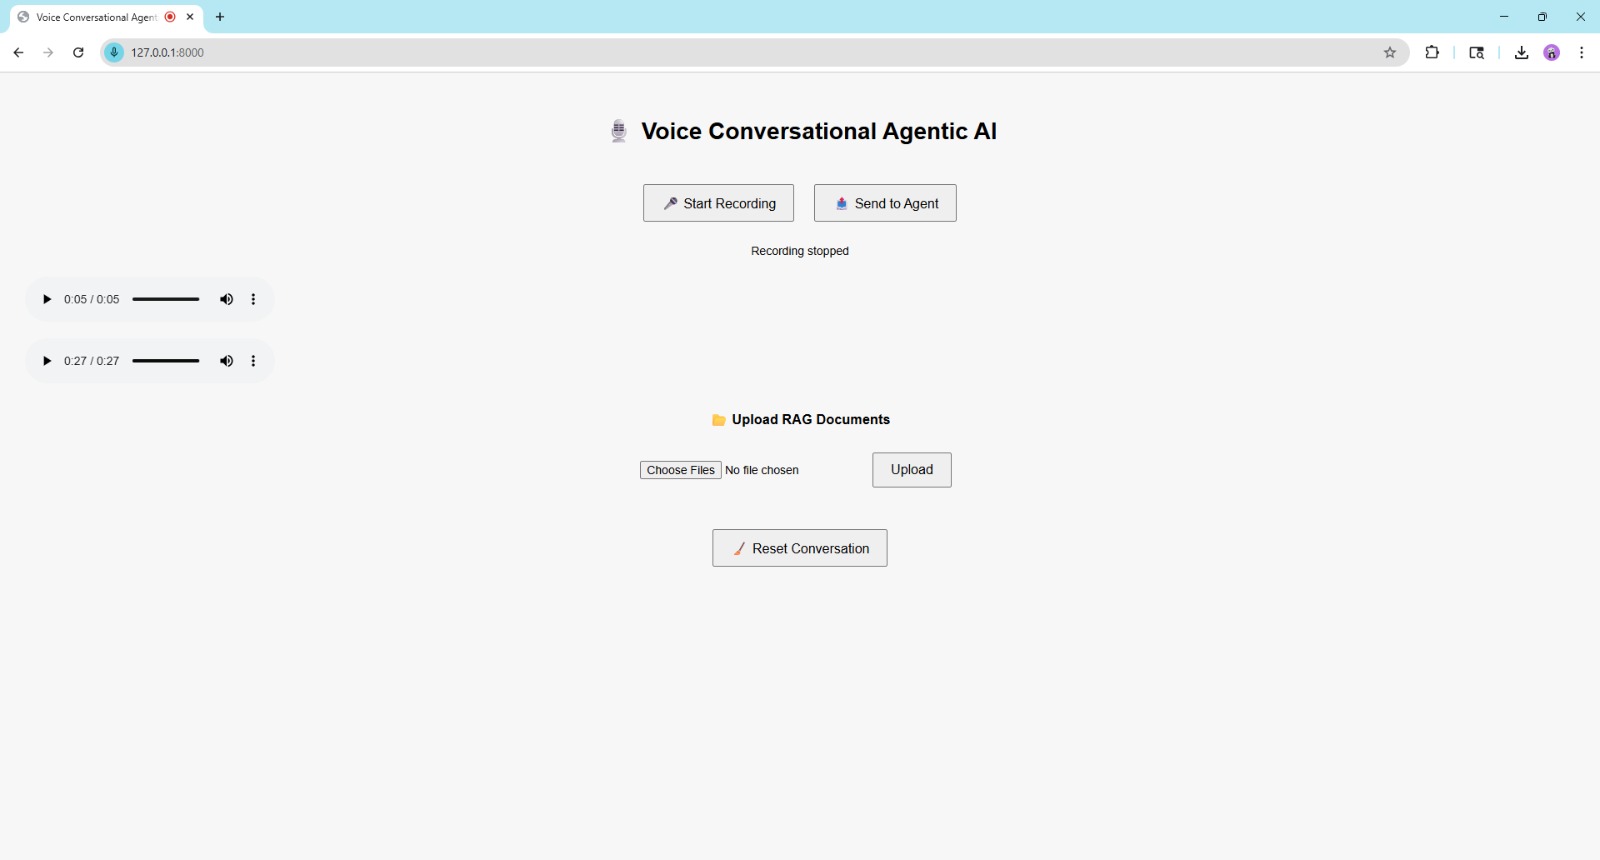 Voice Conversational Agent
127.0.0.1:8000
Voice Conversational Agentic AI
Start Recording
Send to Agent
Recording stopped
0:05 / 0:05
0:27 / 0:27
Upload RAG Documents
Choose Files No file chosen
Upload
Reset Conversation